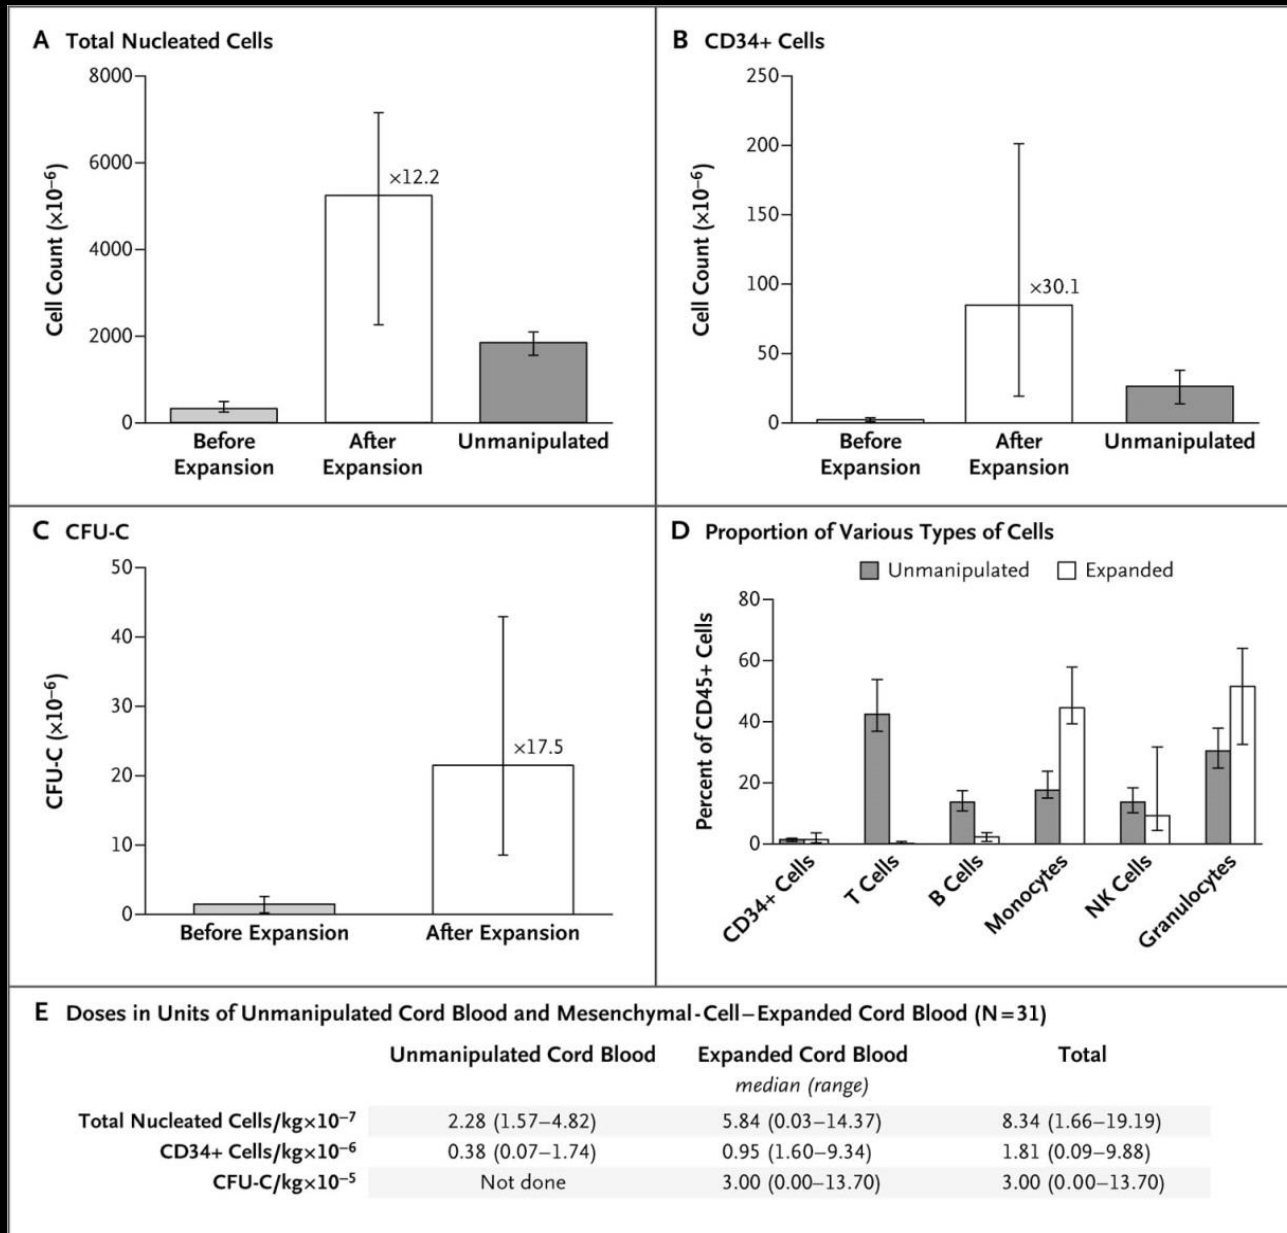 A Total Nucleated Cells
8000
6000
4000
2000
0
Cell Count (×10⁻⁶)
×12.2
Before Expansion
After Expansion
Unmanipulated
B CD34+ Cells
250
200
150
100
50
0
Cell Count (×10⁻⁶)
×30.1
Before Expansion
After Expansion
Unmanipulated
C CFU-C
50
40
30
20
10
0
CFU-C (×10⁻⁶)
×17.5
Before Expansion
After Expansion
D Proportion of Various Types of Cells
Unmanipulated Expanded
80
60
40
20
0
Percent of CD45+ Cells
CD34+ Cells
T Cells
B Cells
Monocytes
NK Cells
Granulocytes
E Doses in Units of Unmanipulated Cord Blood and Mesenchymal-Cell–Expanded Cord Blood (N=31)
Unmanipulated Cord Blood Expanded Cord Blood Total
median (range)
Total Nucleated Cells/kg×10⁻⁷ 2.28 (1.57–4.82) 5.84 (0.03–14.37) 8.34 (1.66–19.19)
CD34+ Cells/kg×10⁻⁶ 0.38 (0.07–1.74) 0.95 (1.60–9.34) 1.81 (0.09–9.88)
CFU-C/kg×10⁻⁵ Not done 3.00 (0.00–13.70) 3.00 (0.00–13.70)